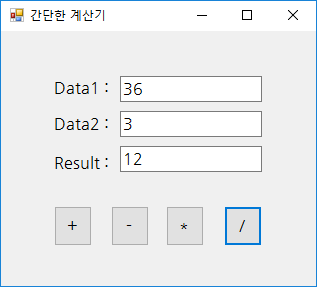 간단한 계산기
Data1 : 36
Data2 : 3
Result : 12
+ - * /